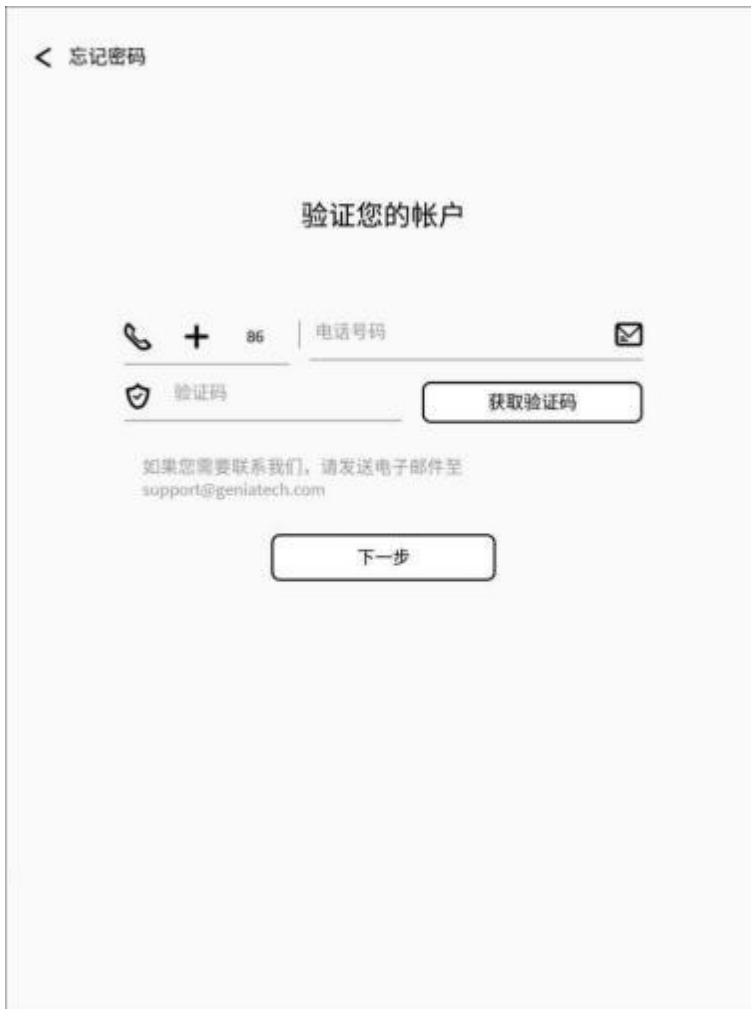 忘记密码
验证您的帐户
+ 86 电话号码
验证码 获取验证码
如果您需要联系我们，请发送电子邮件至
support@geniatech.com
下一步